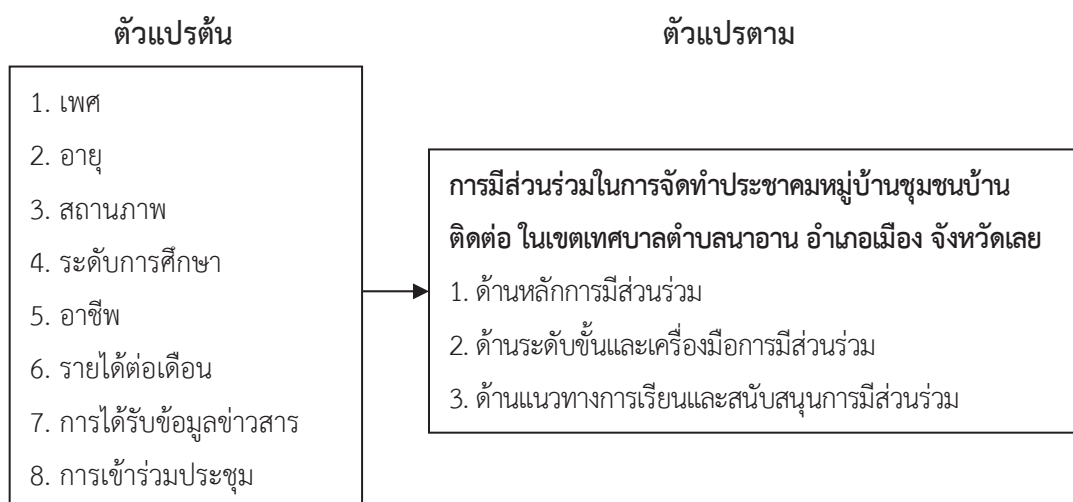 ตัวแปรต้น
ตัวแปรตาม
1. เพศ
2. อายุ
3. สถานภาพ
4. ระดับการศึกษา
5. อาชีพ
6. รายได้ต่อเดือน
7. การได้รับข้อมูลข่าวสาร
8. การเข้าร่วมประชุม
การมีส่วนร่วมในการจัดทำประชาคมหมู่บ้านชุมชนบ้าน
ติดต่อ ในเขตเทศบาลตำบลนาอาน อำเภอเมือง จังหวัดเลย
1. ด้านหลักการมีส่วนร่วม
2. ด้านระดับขั้นและเครื่องมือการมีส่วนร่วม
3. ด้านแนวทางการเรียนและสนับสนุนการมีส่วนร่วม